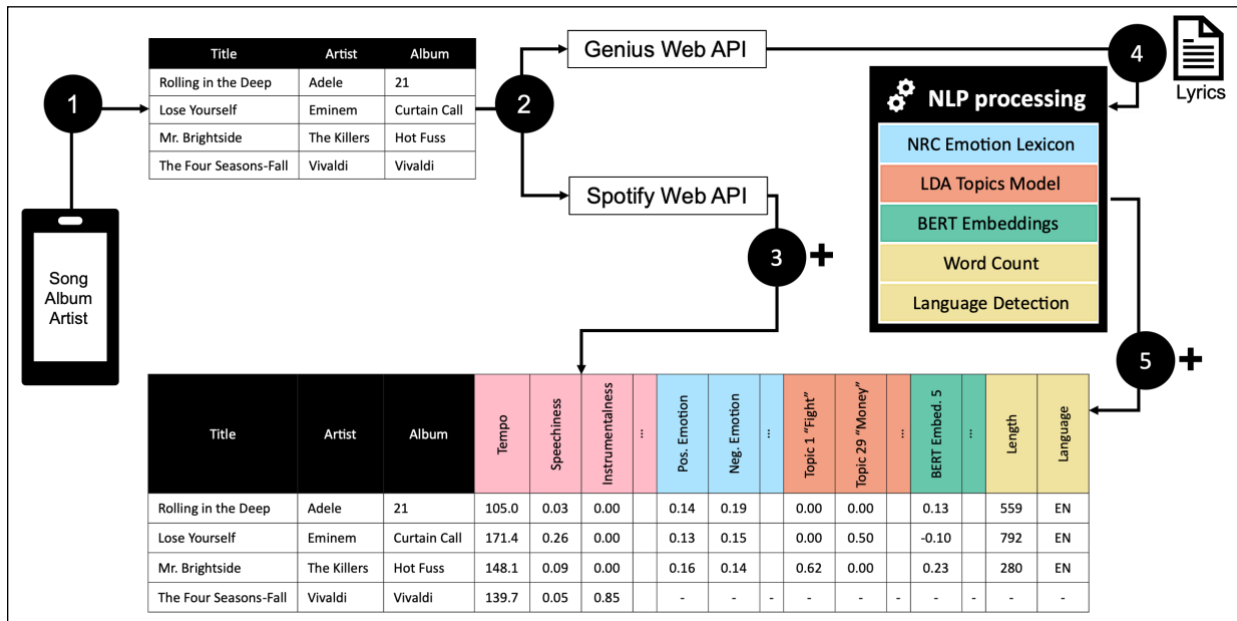 1
Song
Album
Artist
Title Artist Album
Rolling in the Deep Adele 21
Lose Yourself Eminem Curtain Call
Mr. Brightside The Killers Hot Fuss
The Four Seasons-Fall Vivaldi Vivaldi
2
Genius Web API
Spotify Web API
3 +
4
Lyrics
NLP processing
NRC Emotion Lexicon
LDA Topics Model
BERT Embeddings
Word Count
Language Detection
5 +
Title Artist Album Tempo Speechiness Instrumentalness ... Pos. Emotion Neg. Emotion ... Topic 1 "Fight" Topic 29 "Money" ... BERT Embed. 5 ... Length Language
Rolling in the Deep Adele 21 105.0 0.03 0.00 0.14 0.19 0.00 0.00 0.13 559 EN
Lose Yourself Eminem Curtain Call 171.4 0.26 0.00 0.13 0.15 0.00 0.50 -0.10 792 EN
Mr. Brightside The Killers Hot Fuss 148.1 0.09 0.00 0.16 0.14 0.62 0.00 0.23 280 EN
The Four Seasons-Fall Vivaldi Vivaldi 139.7 0.05 0.85 - - - - - - - - - -